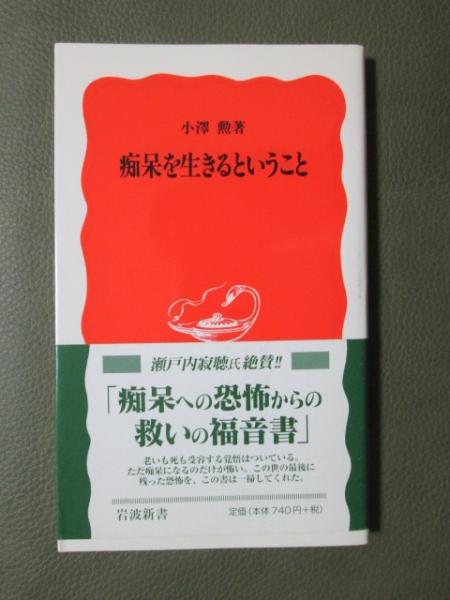 小澤 勲著
痴呆を生きるということ
瀬戸内寂聴氏絶賛!!
「痴呆への恐怖からの
救いの福音書」
老いも死も受容する覚悟はついている。
ただ痴呆になるのだけが怖い。この世の最後に
残った恐怖を、この書は一掃してくれた。
岩波新書
定価(本体740円+税)